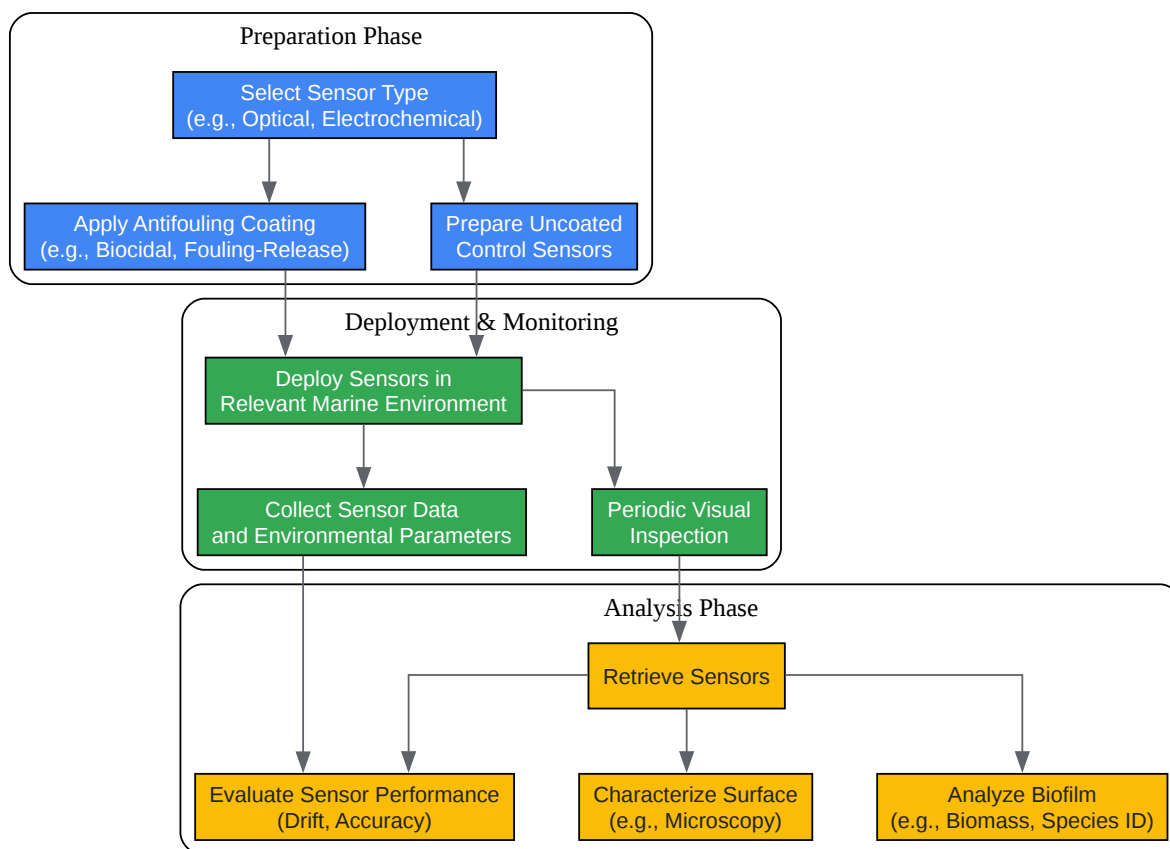 Preparation Phase
Select Sensor Type
(e.g., Optical, Electrochemical)
Apply Antifouling Coating
(e.g., Biocidal, Fouling-Release)
Prepare Uncoated
Control Sensors
Deployment & Monitoring
Deploy Sensors in
Relevant Marine Environment
Collect Sensor Data
and Environmental Parameters
Periodic Visual
Inspection
Analysis Phase
Retrieve Sensors
Evaluate Sensor Performance
(Drift, Accuracy)
Characterize Surface
(e.g., Microscopy)
Analyze Biofilm
(e.g., Biomass, Species ID)